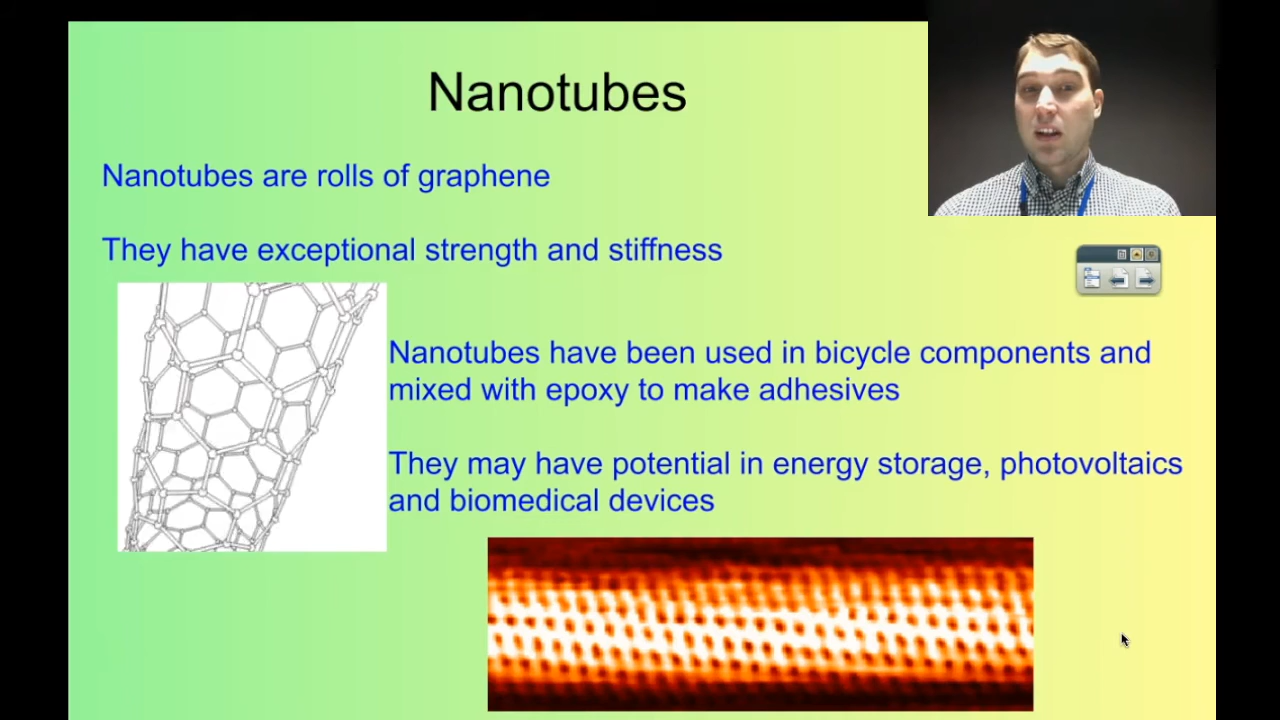 Nanotubes
Nanotubes are rolls of graphene
They have exceptional strength and stiffness
Nanotubes have been used in bicycle components and
mixed with epoxy to make adhesives
They may have potential in energy storage, photovoltaics
and biomedical devices